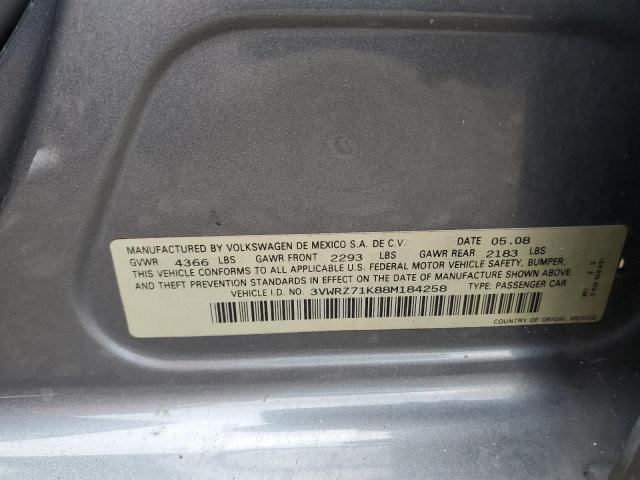 MANUFACTURED BY VOLKSWAGEN DE MEXICO S.A. DE C.V. DATE 05.08
GVWR 4366 LBS GAWR FRONT 2293 LBS GAWR REAR 2183 LBS
THIS VEHICLE CONFORMS TO ALL APPLICABLE U.S. FEDERAL MOTOR VEHICLE SAFETY, BUMPER,
AND THEFT PREVENTION STANDARDS IN EFFECT ON THE DATE OF MANUFACTURE SHOWN ABOVE.
VEHICLE I.D. NO. 3VWRZ71K88M184258 TYPE: PASSENGER CAR
COUNTRY OF ORIGIN, MEXICO